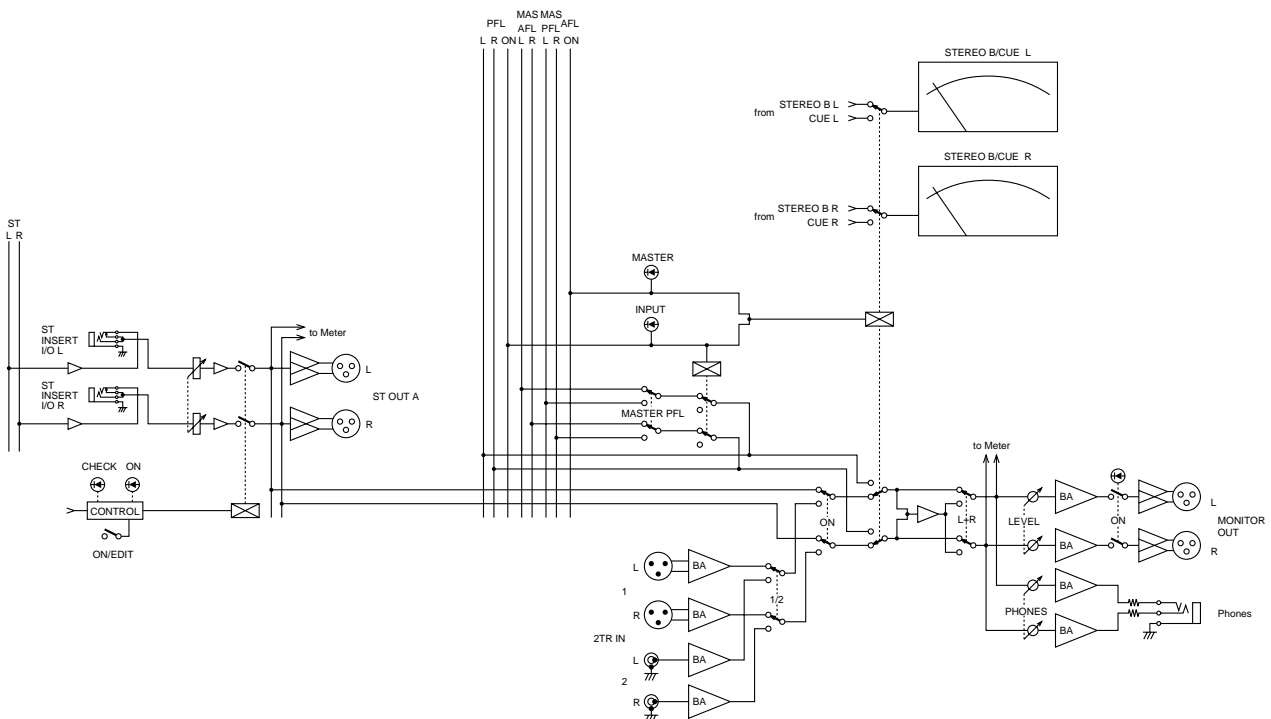 MAS MAS
PFL AFL PFL AFL
L R ON L R L R ON
STEREO B/CUE L
from STEREO B L
CUE L
STEREO B/CUE R
from STEREO B R
CUE R
ST
L R
MASTER
INPUT
to Meter
ST
INSERT
I/O L
L
ST OUT A
ST
INSERT
I/O R
R
MASTER PFL
CHECK ON
CONTROL
ON/EDIT
to Meter
ON
L+R
LEVEL
BA
ON
L
MONITOR
OUT
BA
R
PHONES
BA
BA
Phones
L
BA
1
1/2
R
BA
2TR IN
L
BA
2
R
BA